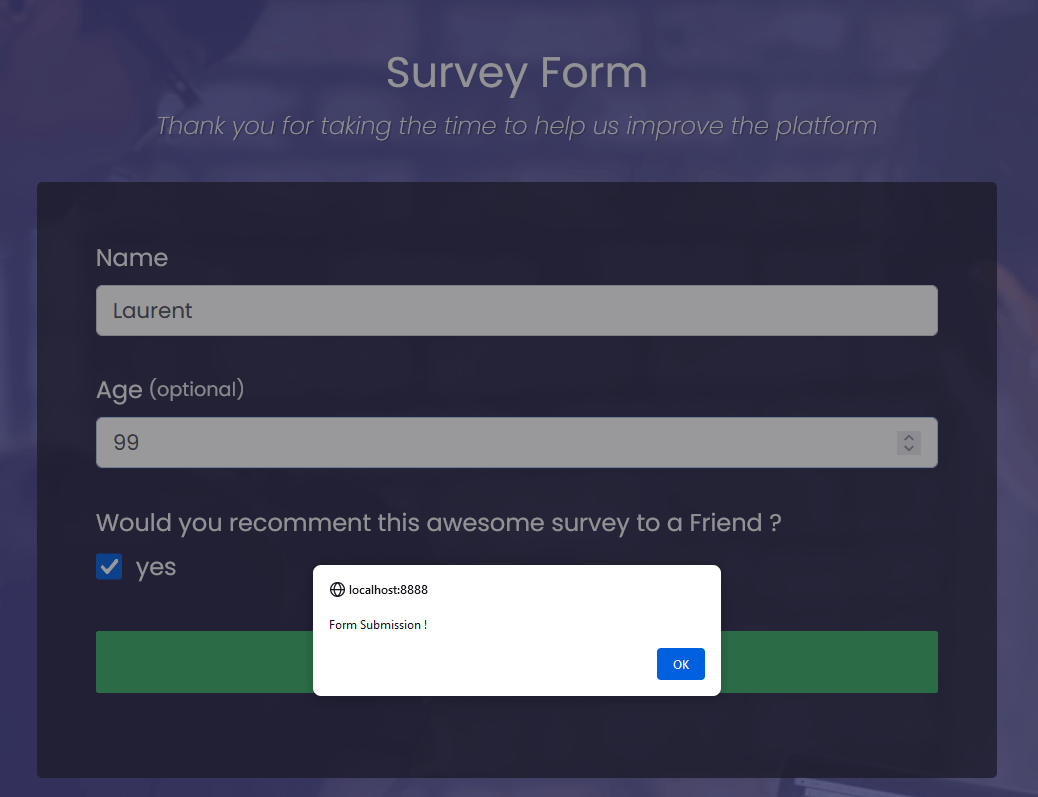 Survey Form
Thank you for taking the time to help us improve the platform
Name
Laurent
Age (optional)
99
Would you recomment this awesome survey to a Friend ?
yes
localhost:8888
Form Submission !
OK